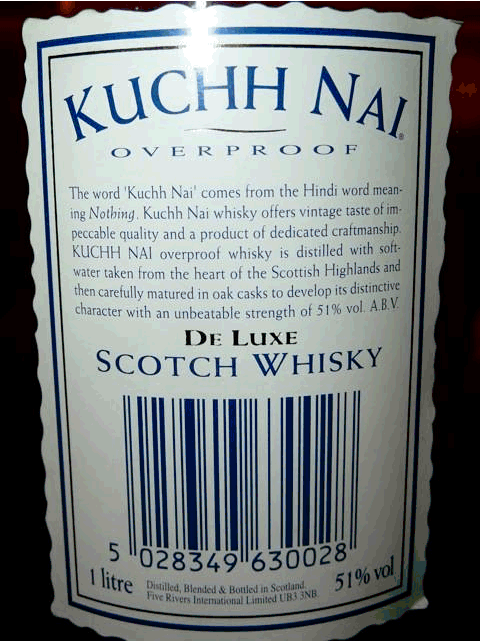 KUCHH NAI
OVERPROOF
The word 'Kuchh Nai' comes from the Hindi word mean-
ing Nothing. Kuchh Nai whisky offers vintage taste of im-
peccable quality and a product of dedicated craftmanship.
KUCHH NAI overproof whisky is distilled with soft-
water taken from the heart of the Scottish Highlands and
then carefully matured in oak casks to develop its distinctive
character with an unbeatable strength of 51% vol. A.B.V.
DE LUXE
SCOTCH WHISKY
5 028349 630028
1 litre
Distilled, Blended & Bottled in Scotland.
Five Rivers International Limited UB3 3NB.
51% vol